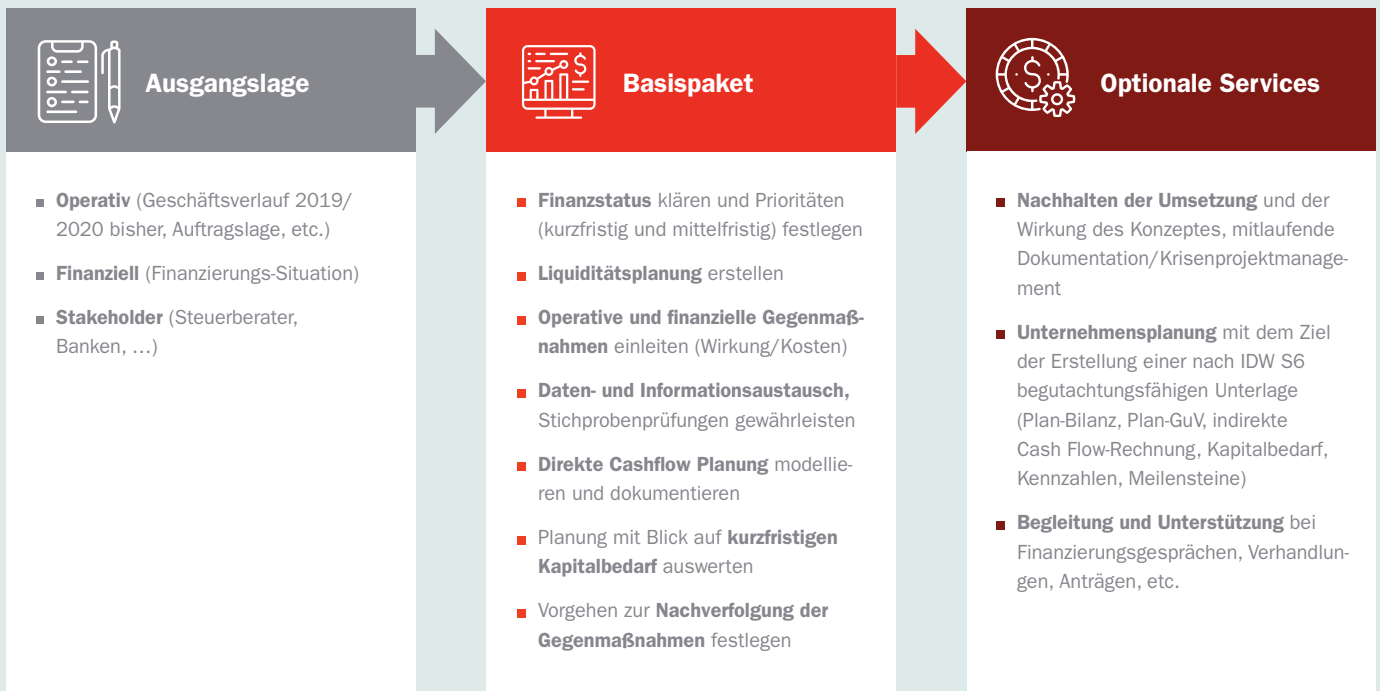 Ausgangslage
Operativ (Geschäftsverlauf 2019/
2020 bisher, Auftragslage, etc.)
Finanziell (Finanzierungs-Situation)
Stakeholder (Steuerberater,
Banken, …)
Basispaket
Finanzstatus klären und Prioritäten
(kurzfristig und mittelfristig) festlegen
Liquiditätsplanung erstellen
Operative und finanzielle Gegenmaß-
nahmen einleiten (Wirkung/Kosten)
Daten- und Informationsaustausch,
Stichprobenprüfungen gewährleisten
Direkte Cashflow Planung modellie-
ren und dokumentieren
Planung mit Blick auf kurzfristigen
Kapitalbedarf auswerten
Vorgehen zur Nachverfolgung der
Gegenmaßnahmen festlegen
Optionale Services
Nachhalten der Umsetzung und der
Wirkung des Konzeptes, mitlaufende
Dokumentation/Krisenprojektmanage-
ment
Unternehmensplanung mit dem Ziel
der Erstellung einer nach IDW S6
begutachtungsfähigen Unterlage
(Plan-Bilanz, Plan-GuV, indirekte
Cash Flow-Rechnung, Kapitalbedarf,
Kennzahlen, Meilensteine)
Begleitung und Unterstützung bei
Finanzierungsgesprächen, Verhandlun-
gen, Anträgen, etc.